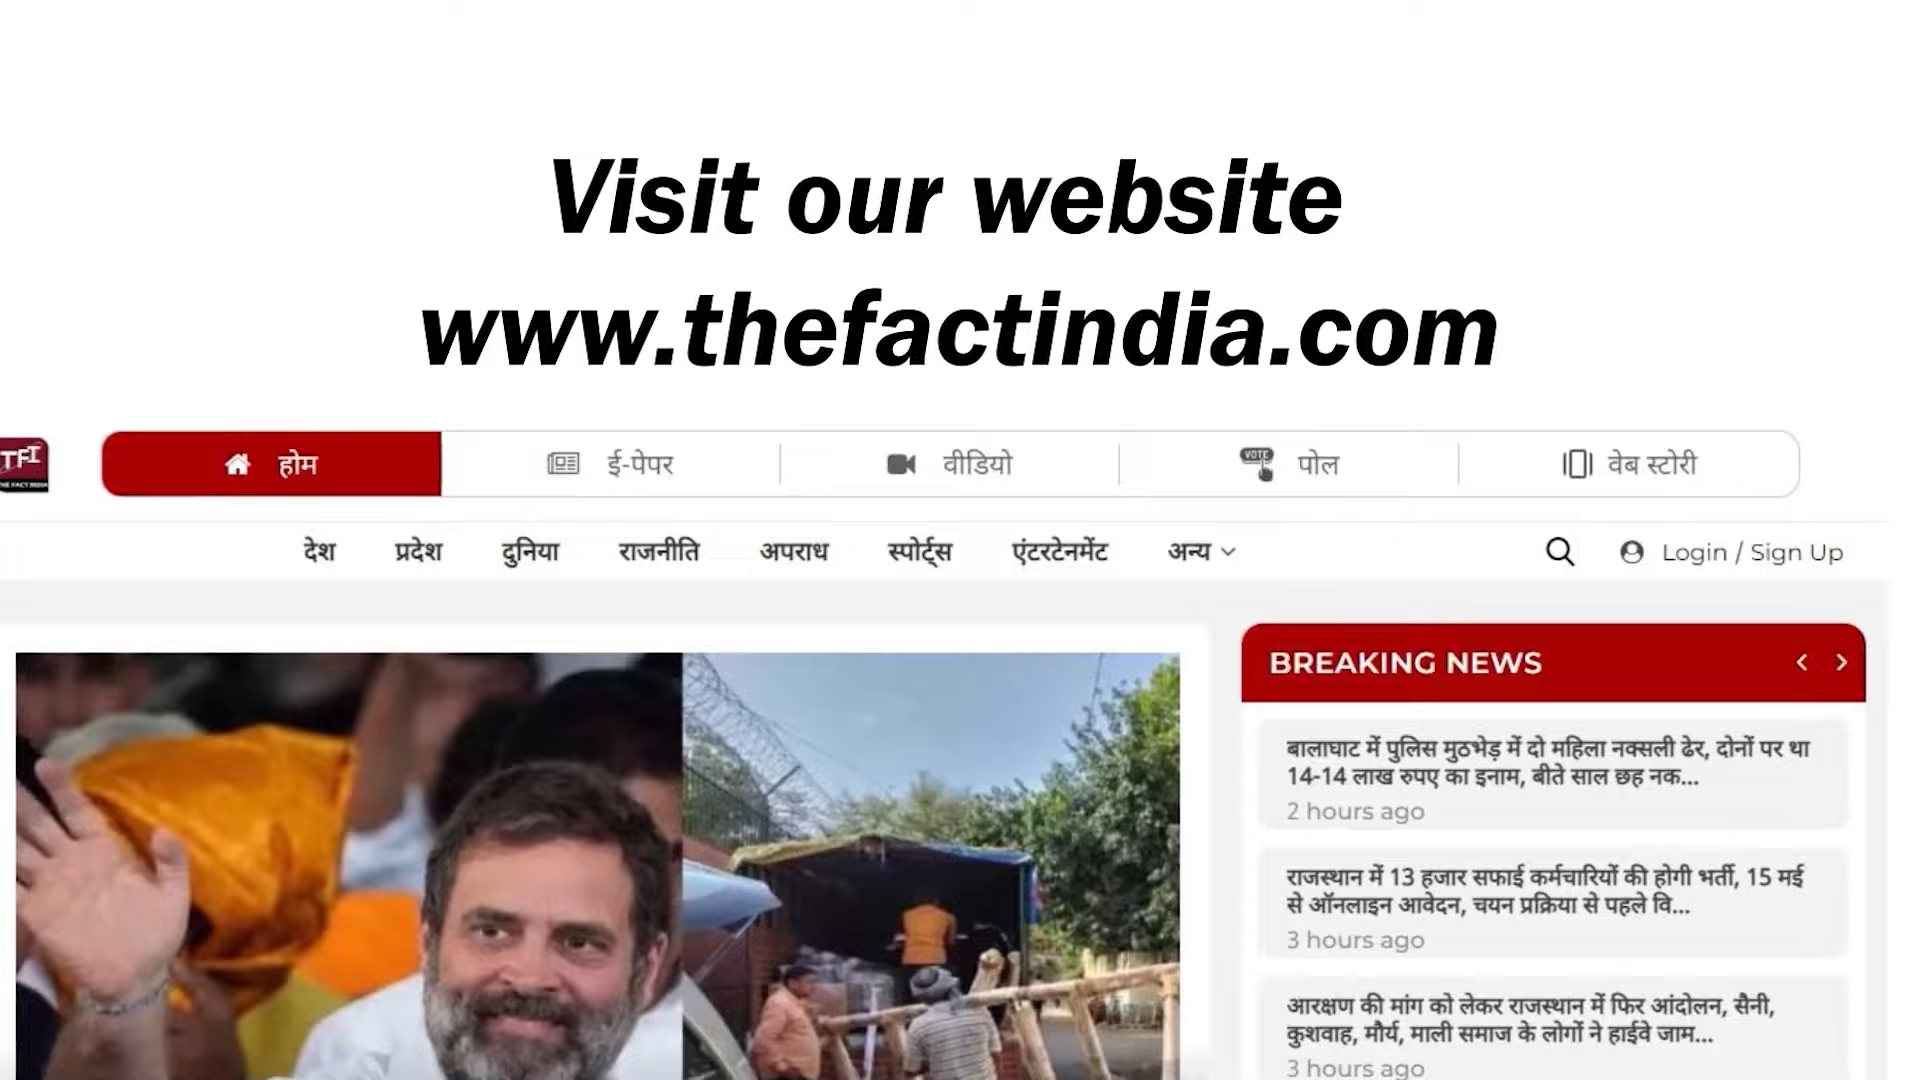 Visit our website
www.thefactindia.com
TFI
THE FACT INDIA
होम
ई-पेपर
वीडियो
VOTE
पोल
वेब स्टोरी
देश
प्रदेश
दुनिया
राजनीति
अपराध
स्पोर्ट्स
एंटरटेनमेंट
अन्य
Login / Sign Up
BREAKING NEWS
बालाघाट में पुलिस मुठभेड़ में दो महिला नक्सली ढेर, दोनों पर था
14-14 लाख रुपए का इनाम, बीते साल छह नक...
2 hours ago
राजस्थान में 13 हजार सफाई कर्मचारियों की होगी भर्ती, 15 मई
से ऑनलाइन आवेदन, चयन प्रक्रिया से पहले वि...
3 hours ago
आरक्षण की मांग को लेकर राजस्थान में फिर आंदोलन, सैनी,
कुशवाह, मौर्य, माली समाज के लोगों ने हाईवे जाम...
3 hours ago